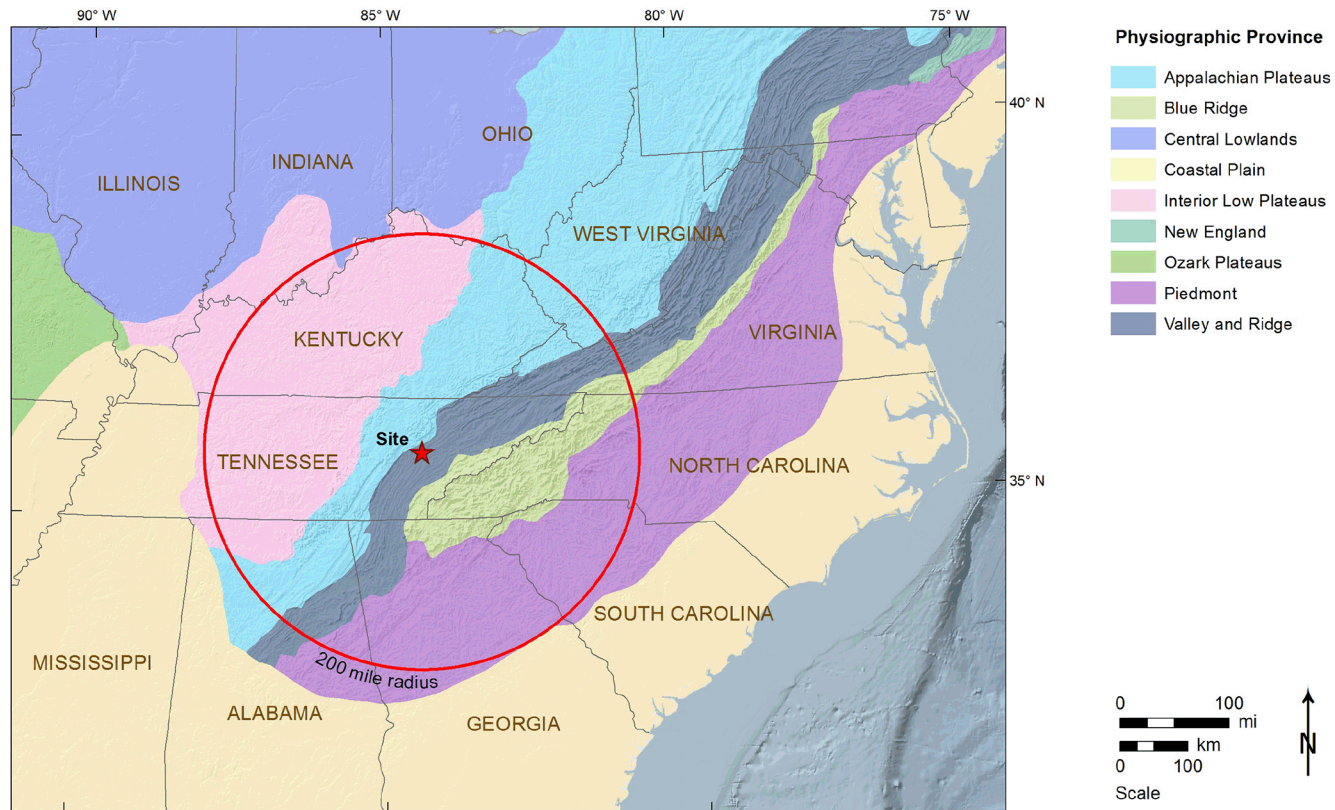 90° W
85° W
80° W
75° W
40° N
35° N
OHIO
INDIANA
ILLINOIS
WEST VIRGINIA
KENTUCKY
VIRGINIA
Site
TENNESSEE
NORTH CAROLINA
SOUTH CAROLINA
MISSISSIPPI
200 mile radius
ALABAMA
GEORGIA
Physiographic Province
Appalachian Plateaus
Blue Ridge
Central Lowlands
Coastal Plain
Interior Low Plateaus
New England
Ozark Plateaus
Piedmont
Valley and Ridge
0 100
mi
km
0 100
Scale
N